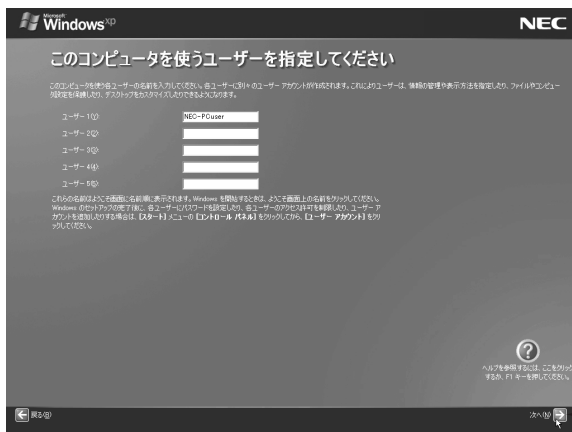 Microsoft
Windows xp
NEC
このコンピュータを使うユーザーを指定してください
このコンピュータを使う各ユーザーの名前を入力してください。各ユーザーに別々のユーザー アカウントが作成されます。これによりユーザーは、情報の管理や表示方法を指定したり、ファイルやコンピュー
タ設定を保護したり、デスクトップをカスタマイズしたりできるようになります。
ユーザー 1(Y)
NEC-PCuser
ユーザー 2(2)
ユーザー 3(3)
ユーザー 4(4)
ユーザー 5(5)
これらの名前はようこそ画面に名前順に表示されます。Windows を開始するときは、ようこそ画面上の名前をクリックしてください。
Windows のセットアップの完了後に、各ユーザーにパスワードを設定したり、各ユーザーのアクセス許可を制限したり、ユーザー ア
カウントを追加したりする場合は、[スタート] メニューの [コントロール パネル] をクリックしてから、[ユーザー アカウント] をクリ
ックしてください。
ヘルプを参照するには、ここをクリック
するか、F1 キーを押してください。
戻る(B)
次へ(N)